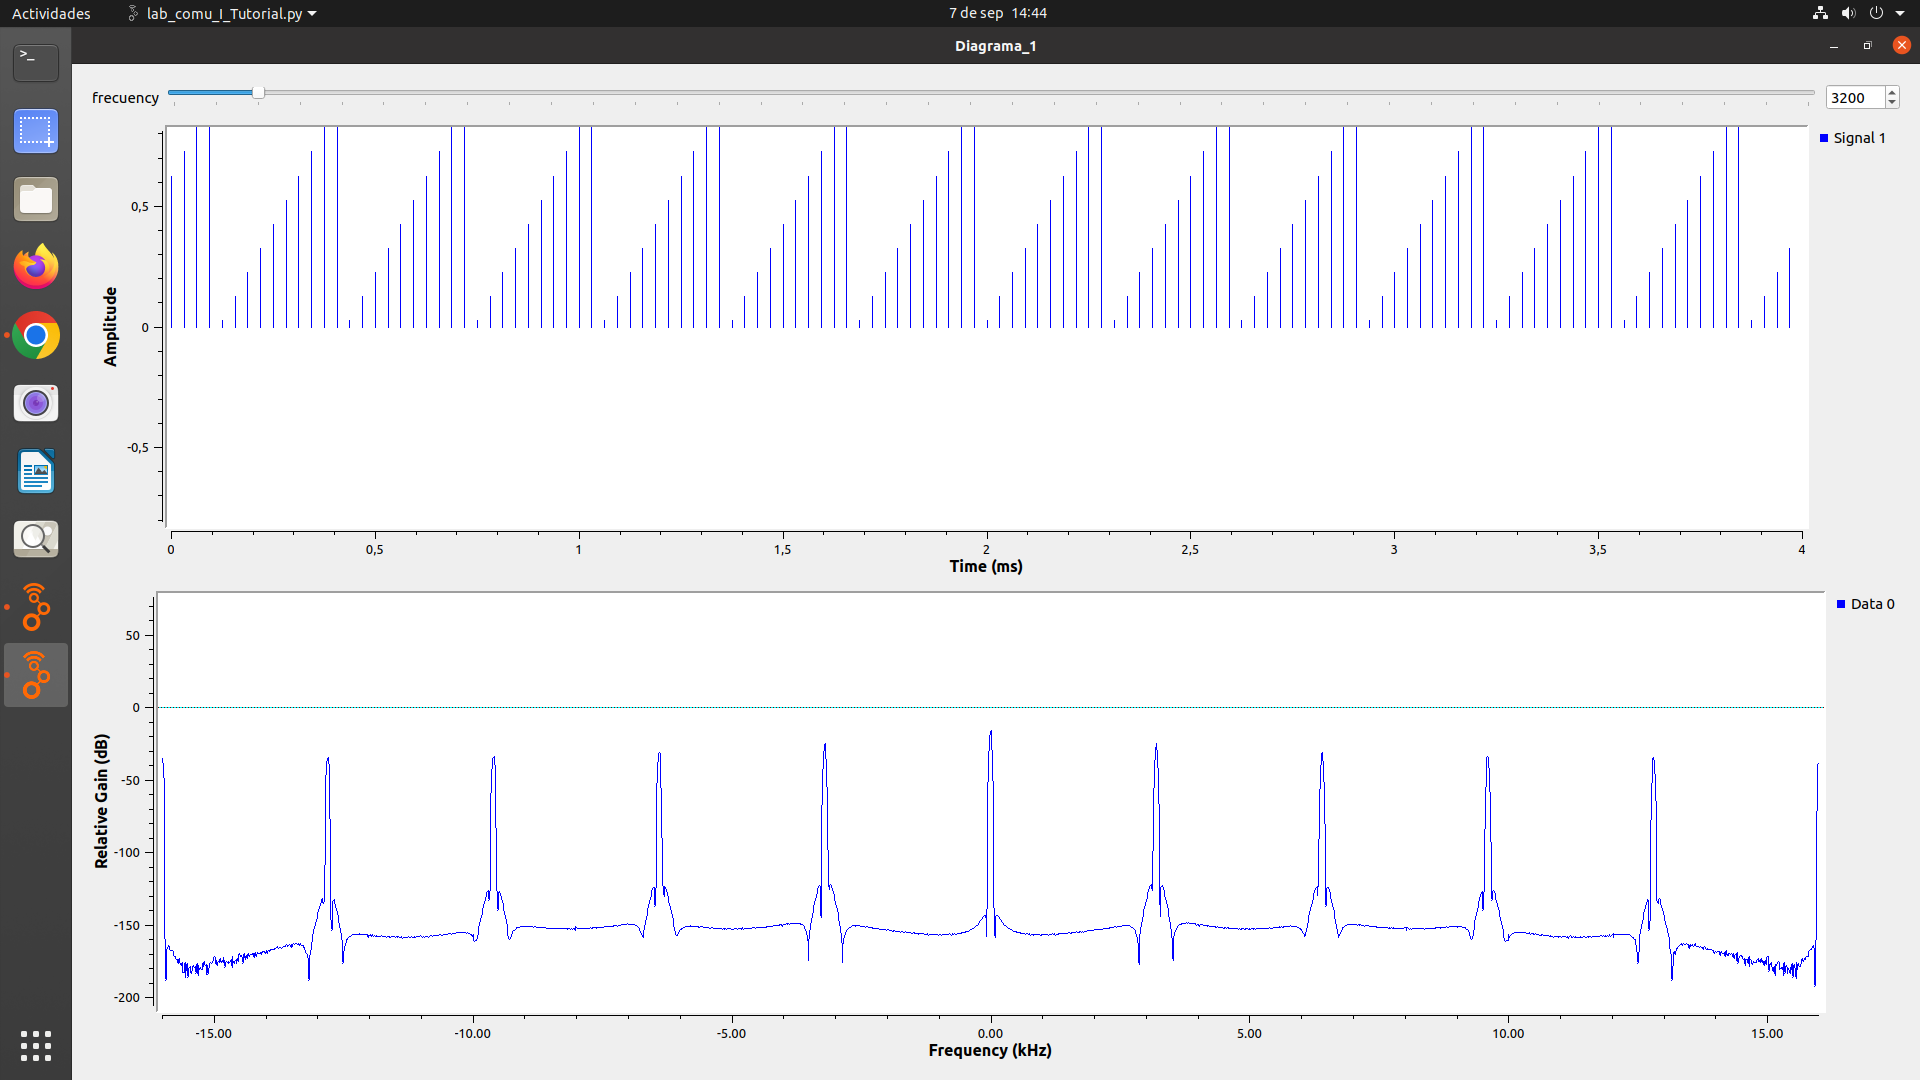 Actividades
lab_comu_I_Tutorial.py
7 de sep 14:44
Diagrama_1
frecuency
3200
Signal 1
0,5
0
-0,5
Amplitude
0 0,5 1 1,5 2 2,5 3 3,5 4
Time (ms)
Data 0
50
0
-50
-100
-150
-200
Relative Gain (dB)
-15.00 -10.00 -5.00 0.00 5.00 10.00 15.00
Frequency (kHz)